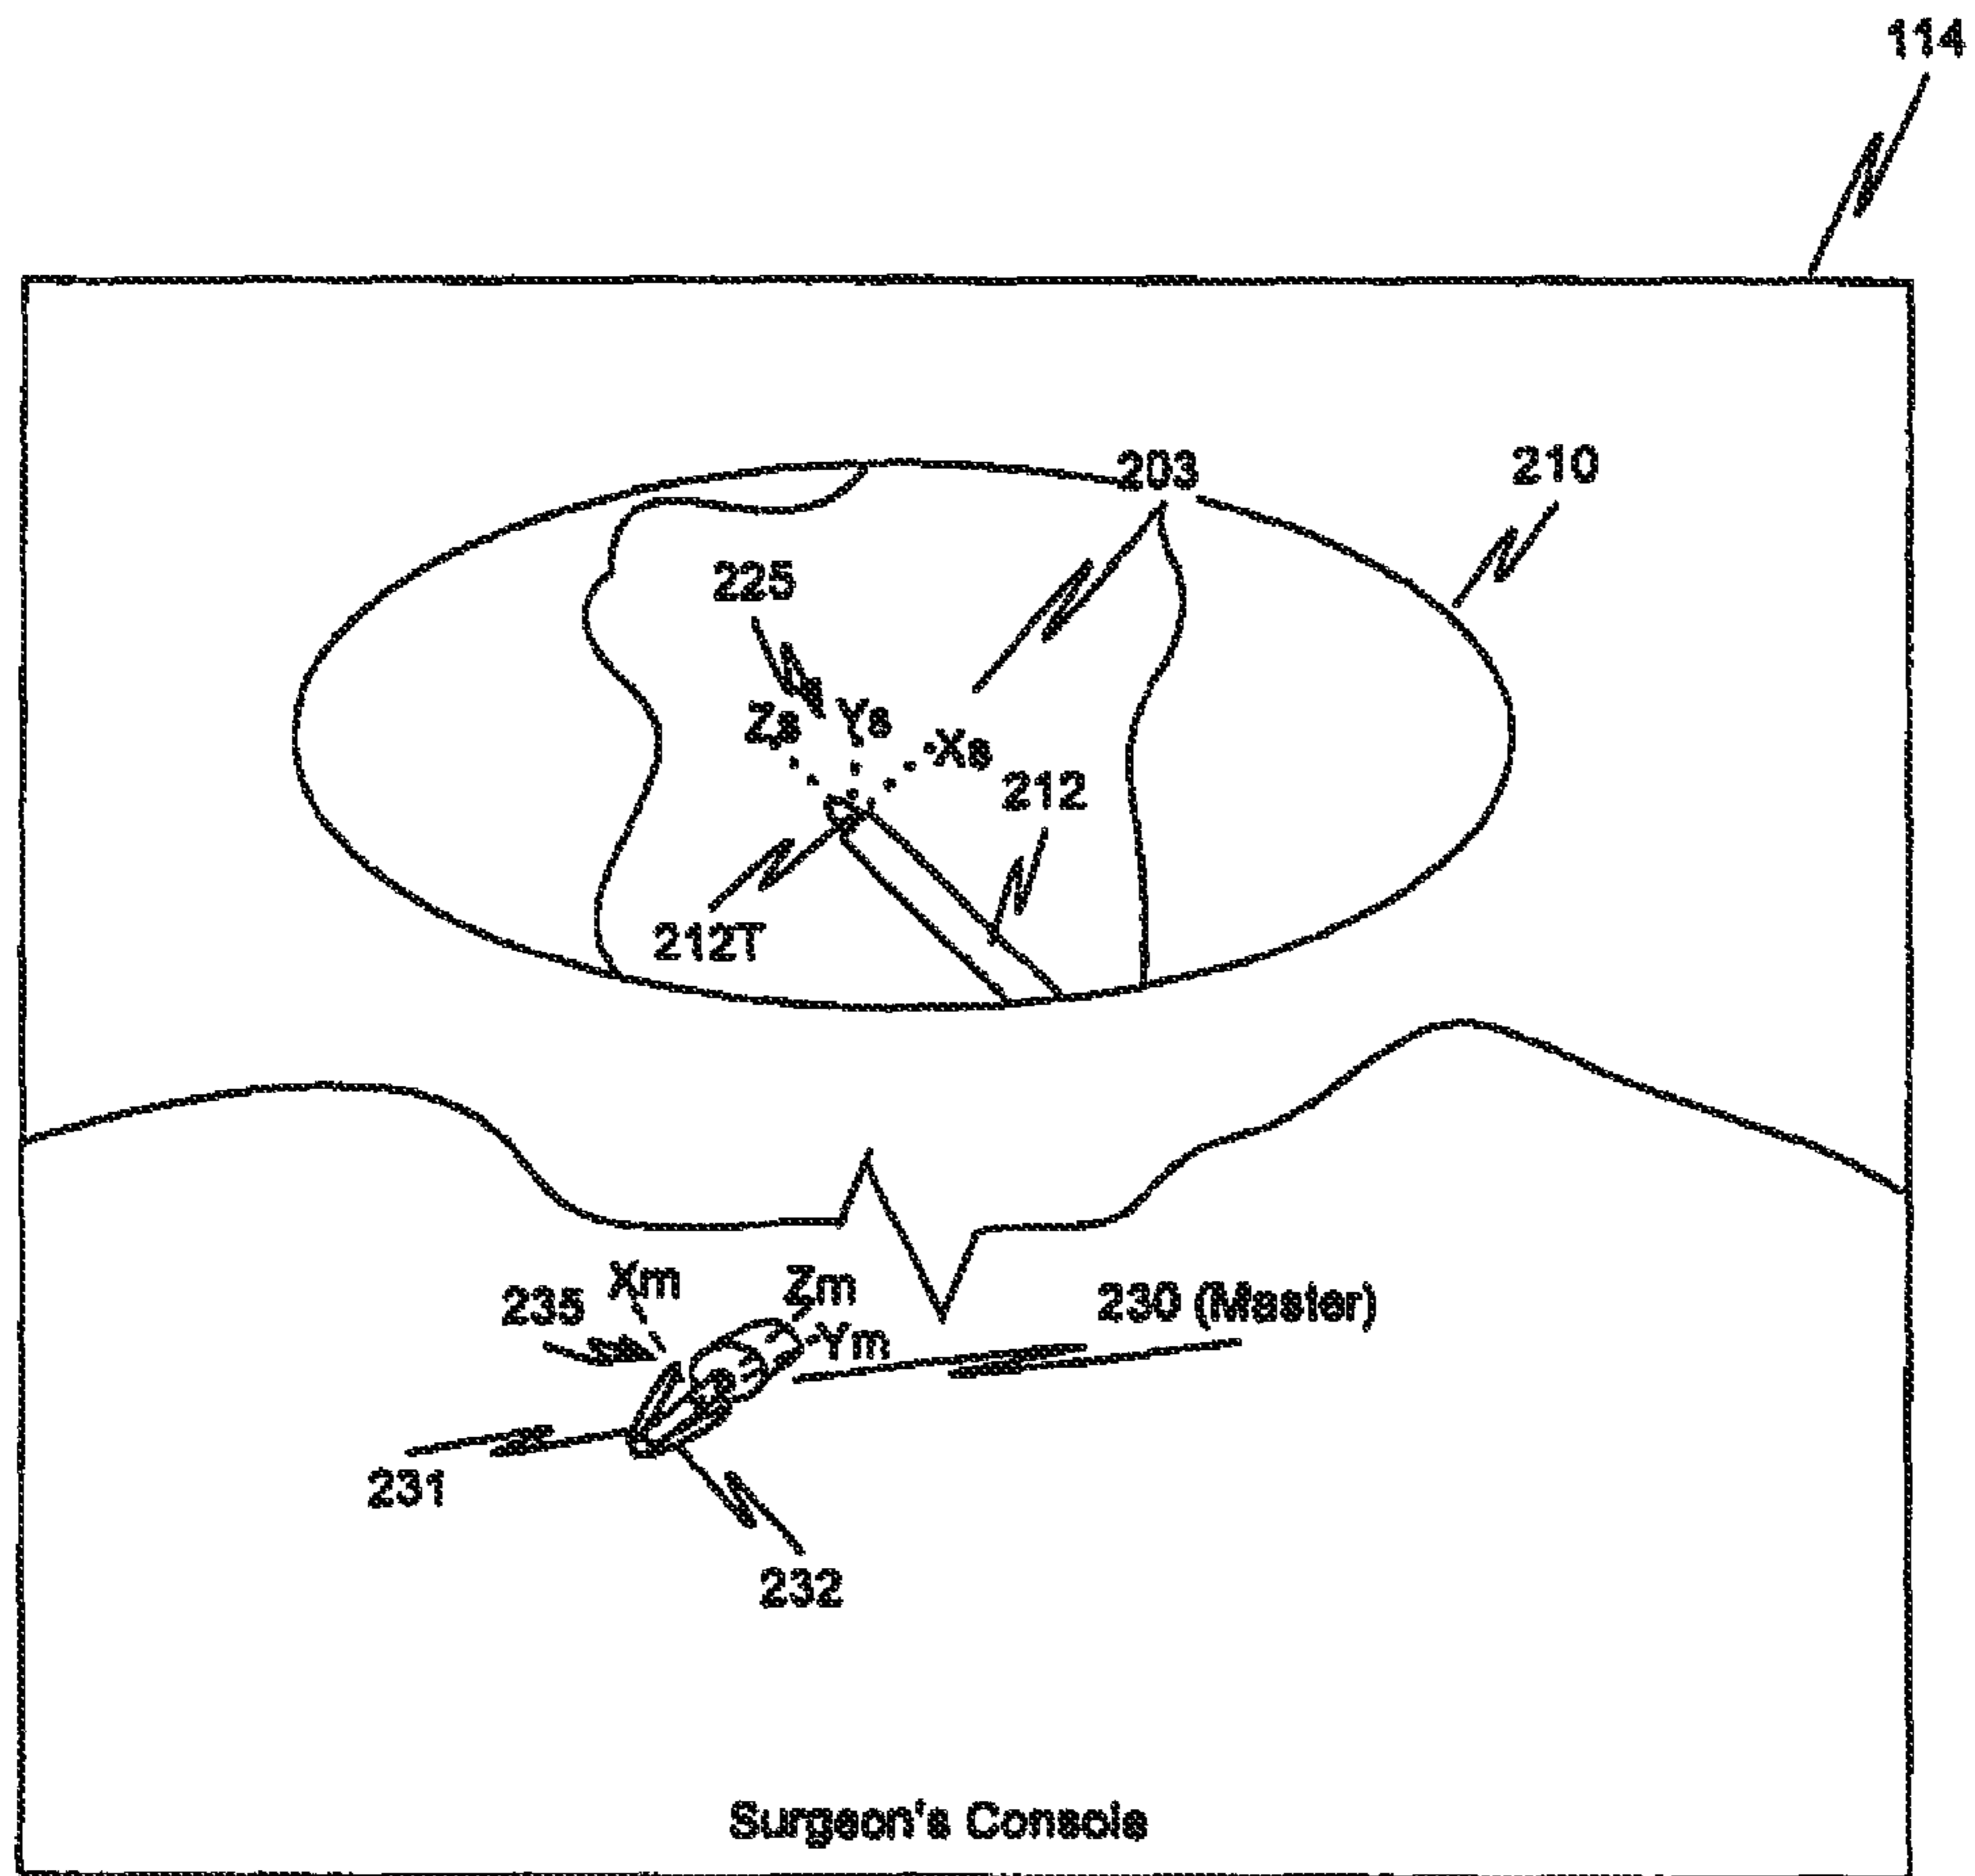 114
203
210
225
Zs Ys
Xs
212
212T
Xm
Zm
235
230 (Master)
Ym
231
232
Surgeon's Console